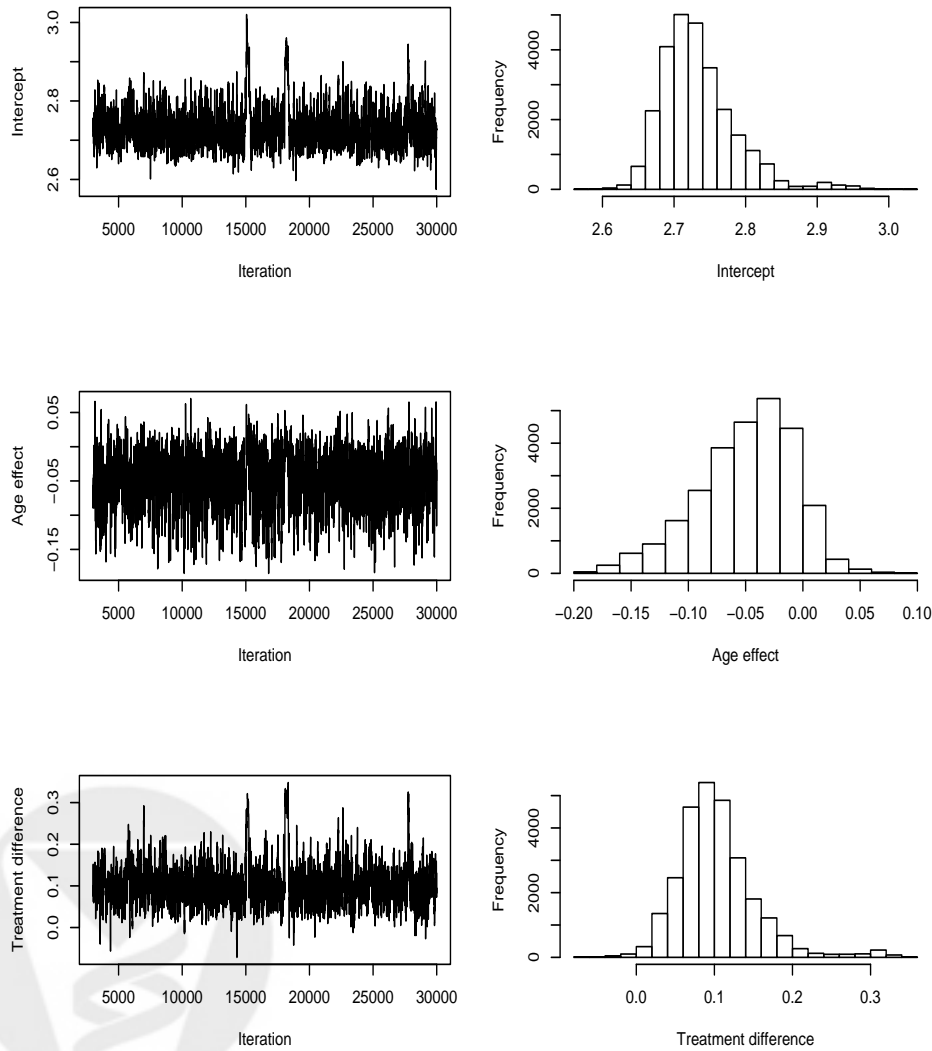 Intercept
2.6
2.8
3.0
5000 10000 15000 20000 25000 30000
Iteration
Frequency
0
2000
4000
2.6 2.7 2.8 2.9 3.0
Intercept
Age effect
−0.15
−0.05
0.05
5000 10000 15000 20000 25000 30000
Iteration
Frequency
0
2000
4000
−0.20 −0.15 −0.10 −0.05 0.00 0.05 0.10
Age effect
Treatment difference
0.0
0.1
0.2
0.3
5000 10000 15000 20000 25000 30000
Iteration
Frequency
0
2000
4000
0.0 0.1 0.2 0.3
Treatment difference